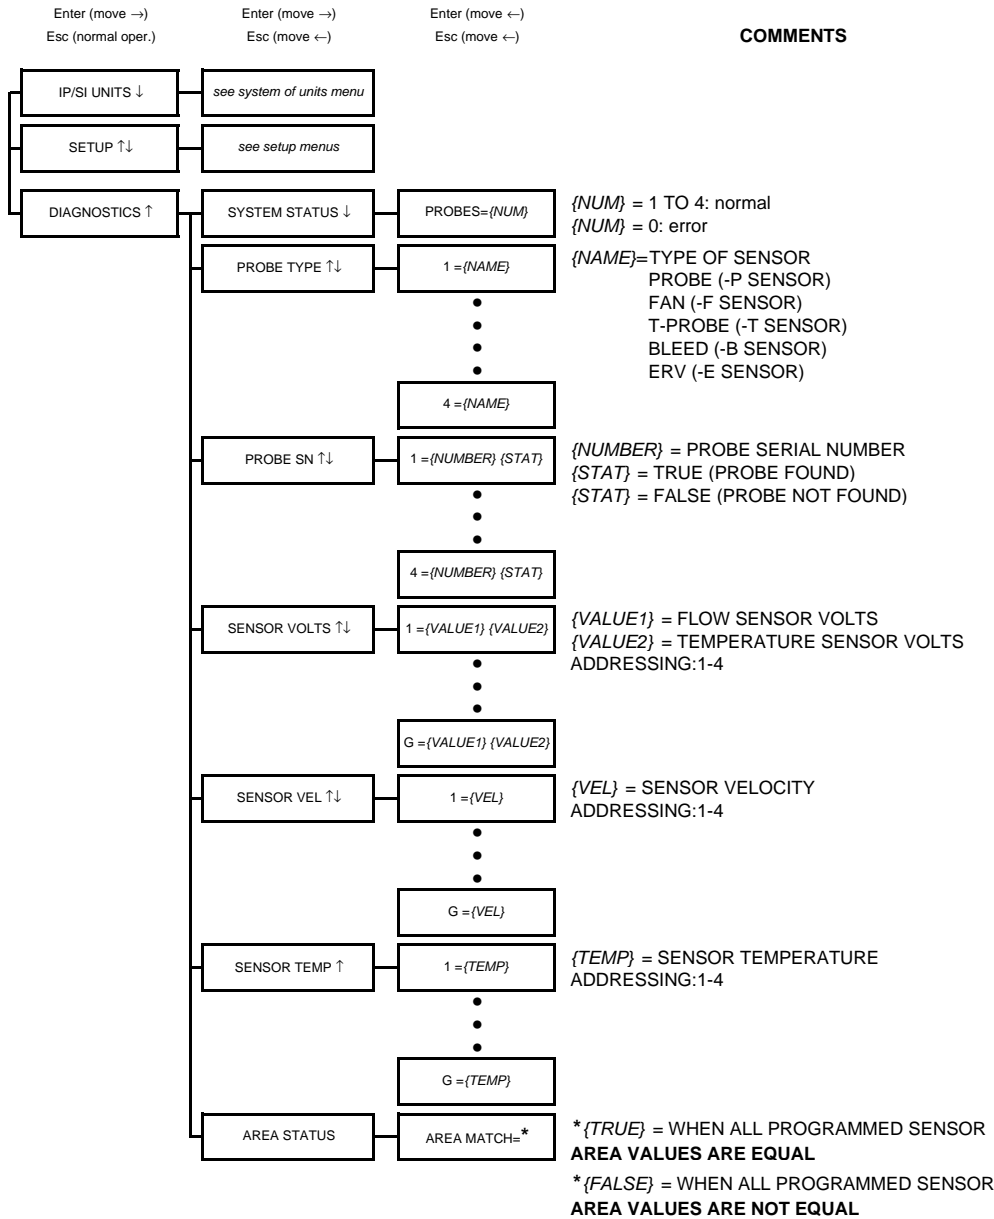 Enter (move →) Enter (move →) Enter (move ←)
Esc (normal oper.) Esc (move ←) Esc (move ←) COMMENTS
IP/SI UNITS ↓ see system of units menu
SETUP ↑↓ see setup menus
DIAGNOSTICS ↑ SYSTEM STATUS ↓ PROBES={NUM} {NUM} = 1 TO 4: normal
{NUM} = 0: error
PROBE TYPE ↑↓ 1 ={NAME} {NAME}=TYPE OF SENSOR
PROBE (-P SENSOR)
FAN (-F SENSOR)
T-PROBE (-T SENSOR)
BLEED (-B SENSOR)
ERV (-E SENSOR)
4 ={NAME}
PROBE SN ↑↓ 1 ={NUMBER} {STAT} {NUMBER} = PROBE SERIAL NUMBER
{STAT} = TRUE (PROBE FOUND)
{STAT} = FALSE (PROBE NOT FOUND)
4 ={NUMBER} {STAT}
SENSOR VOLTS ↑↓ 1 ={VALUE1} {VALUE2} {VALUE1} = FLOW SENSOR VOLTS
{VALUE2} = TEMPERATURE SENSOR VOLTS
ADDRESSING:1-4
G ={VALUE1} {VALUE2}
SENSOR VEL ↑↓ 1 ={VEL} {VEL} = SENSOR VELOCITY
ADDRESSING:1-4
G ={VEL}
SENSOR TEMP ↑ 1 ={TEMP} {TEMP} = SENSOR TEMPERATURE
ADDRESSING:1-4
G ={TEMP}
AREA STATUS AREA MATCH=* *{TRUE} = WHEN ALL PROGRAMMED SENSOR
AREA VALUES ARE EQUAL
*{FALSE} = WHEN ALL PROGRAMMED SENSOR
AREA VALUES ARE NOT EQUAL